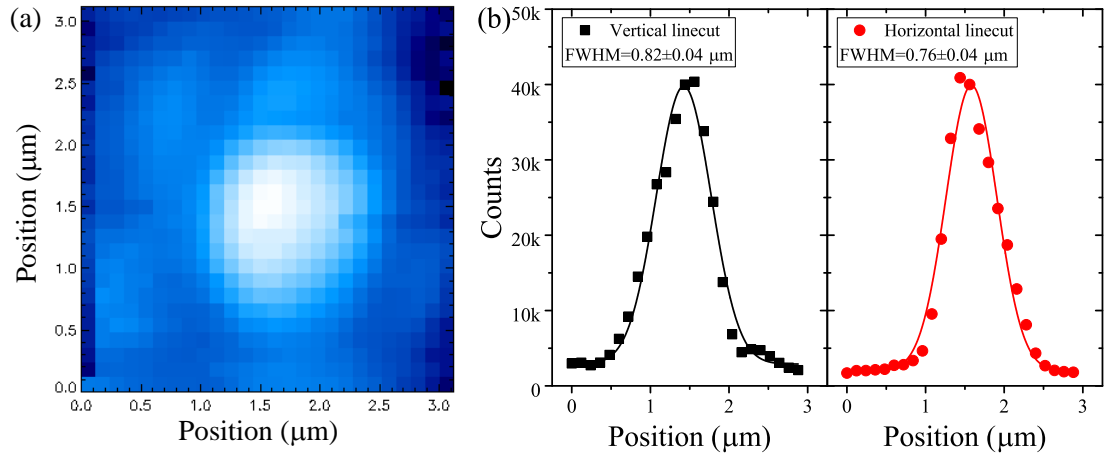 (a)
3.0
2.5
2.0
1.5
1.0
0.5
0.0
Position (μm)
0.0 0.5 1.0 1.5 2.0 2.5 3.0
Position (μm)
(b)
50k
40k
30k
20k
10k
0
Counts
Vertical linecut
FWHM=0.82±0.04 μm
0 1 2
Position (μm)
Horizontal linecut
FWHM=0.76±0.04 μm
0 1 2 3
Position (μm)